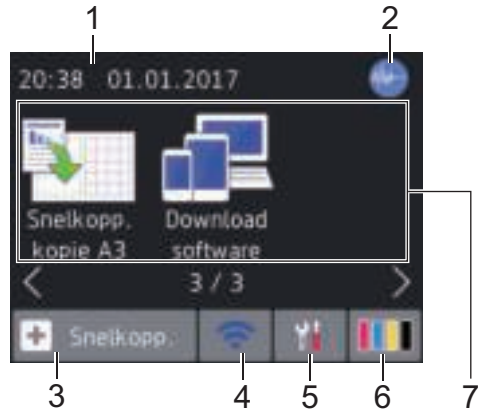 1
2
20:38 01.01.2017
Snelkopp.
kopie A3
Download
software
7
3 / 3
Snelkopp.
3
4
5
6